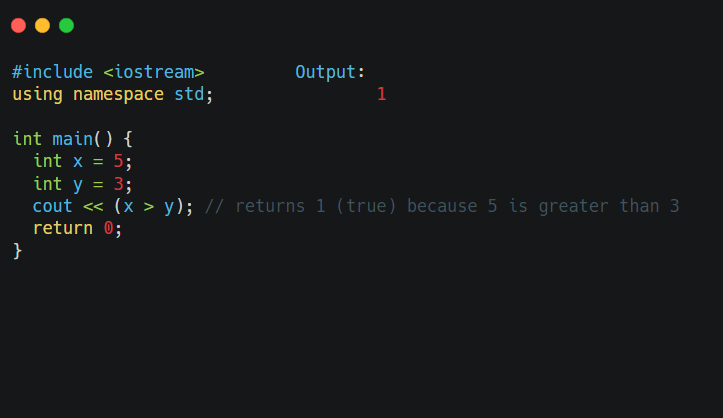 #include <iostream>          Output:
using namespace std;                 1

int main() {
  int x = 5;
  int y = 3;
  cout << (x > y); // returns 1 (true) because 5 is greater than 3
  return 0;
}